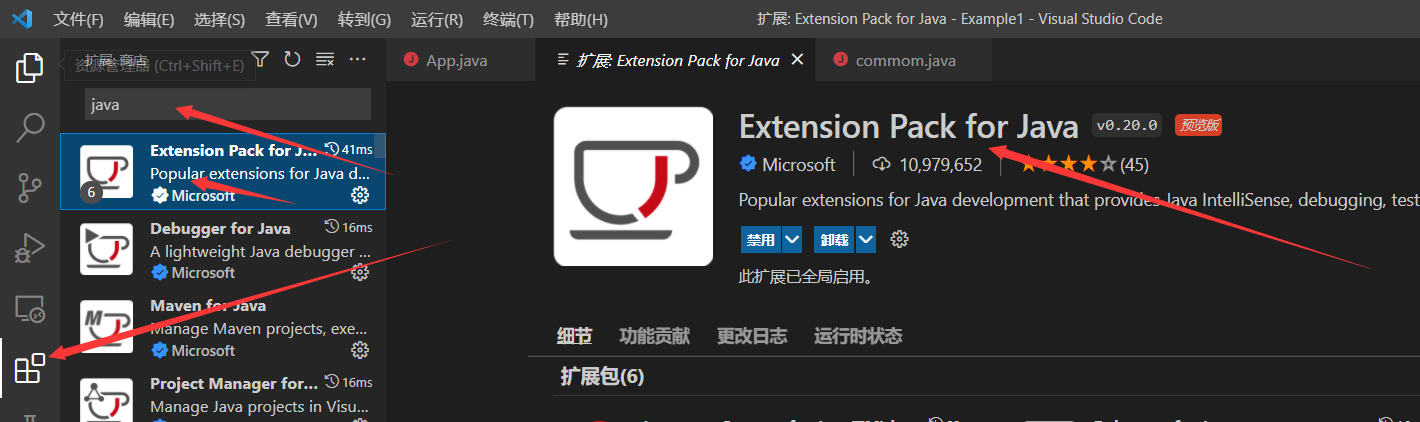 文件(F) 编辑(E) 选择(S) 查看(V) 转到(G) 运行(R) 终端(T) 帮助(H) 扩展: Extension Pack for Java - Example1 - Visual Studio Code
扩展: 商店
资源管理器 (Ctrl+Shift+E)
App.java 扩展: Extension Pack for Java commom.java
java
Extension Pack for J... 41ms
Popular extensions for Java d...
6 Microsoft
Debugger for Java 16ms
A lightweight Java debugger ...
Microsoft
Maven for Java
Manage Maven projects, exe...
Microsoft
Project Manager for... 16ms
Manage Java projects in Visu...
Extension Pack for Java v0.20.0 预览版
Microsoft 10,979,652 (45)
Popular extensions for Java development that provides Java IntelliSense, debugging, test
禁用 卸载
此扩展已全局启用。
细节 功能贡献 更改日志 运行时状态
扩展包(6)